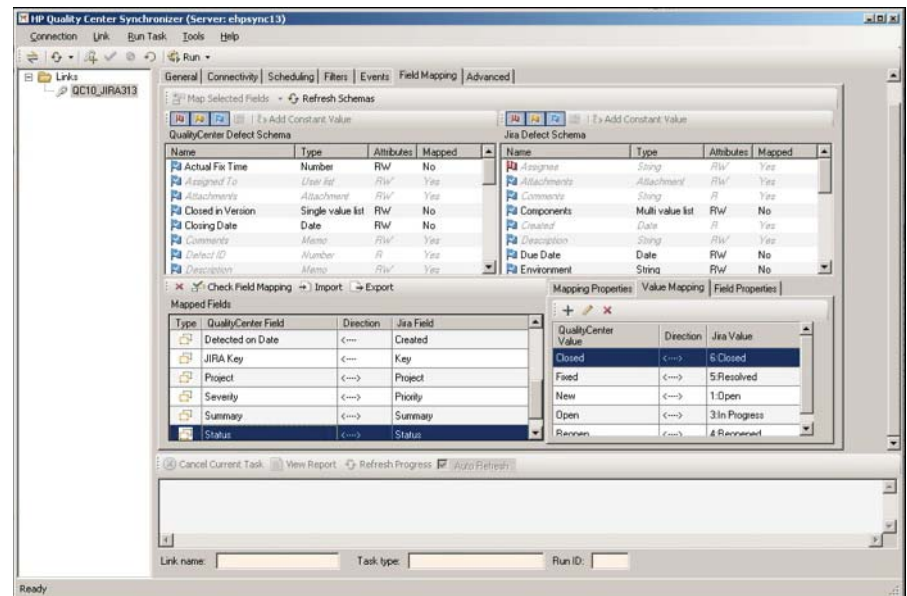 HP Quality Center Synchronizer (Server: ehpsync13)
Connection Link Run Task Tools Help
Run
Links
QC10_JIRA313
General Connectivity Scheduling Filters Events Field Mapping Advanced
Map Selected Fields Refresh Schemas
Add Constant Value
Add Constant Value
QualityCenter Defect Schema
Name Type Attributes Mapped
Actual Fix Time Number RW No
Assigned To User list RW Yes
Attachments Attachment RW Yes
Closed in Version Single value list RW No
Closing Date Date RW No
Comments Memo RW Yes
Defect ID Number R Yes
Description Memo RW Yes
Jira Defect Schema
Name Type Attributes Mapped
Assignee String RW Yes
Attachments Attachment RW Yes
Comments String R Yes
Components Multi value list RW No
Created Date R Yes
Description String RW Yes
Due Date Date RW No
Environment String RW No
Check Field Mapping Import Export
Mapped Fields
Type QualityCenter Field Direction Jira Field
Detected on Date <---- Created
JIRA Key <---- Key
Project <----> Project
Severity <----> Priority
Summary <----> Summary
Status <----> Status
Mapping Properties Value Mapping Field Properties
QualityCenter Value Direction Jira Value
Closed <----> 6:Closed
Fixed <----> 5:Resolved
New <----> 1:Open
Open <----> 3:In Progress
Reopen <----> 4:Reopened
Cancel Current Task View Report Refresh Progress Auto Refresh
Link name: Task type: Run ID:
Ready